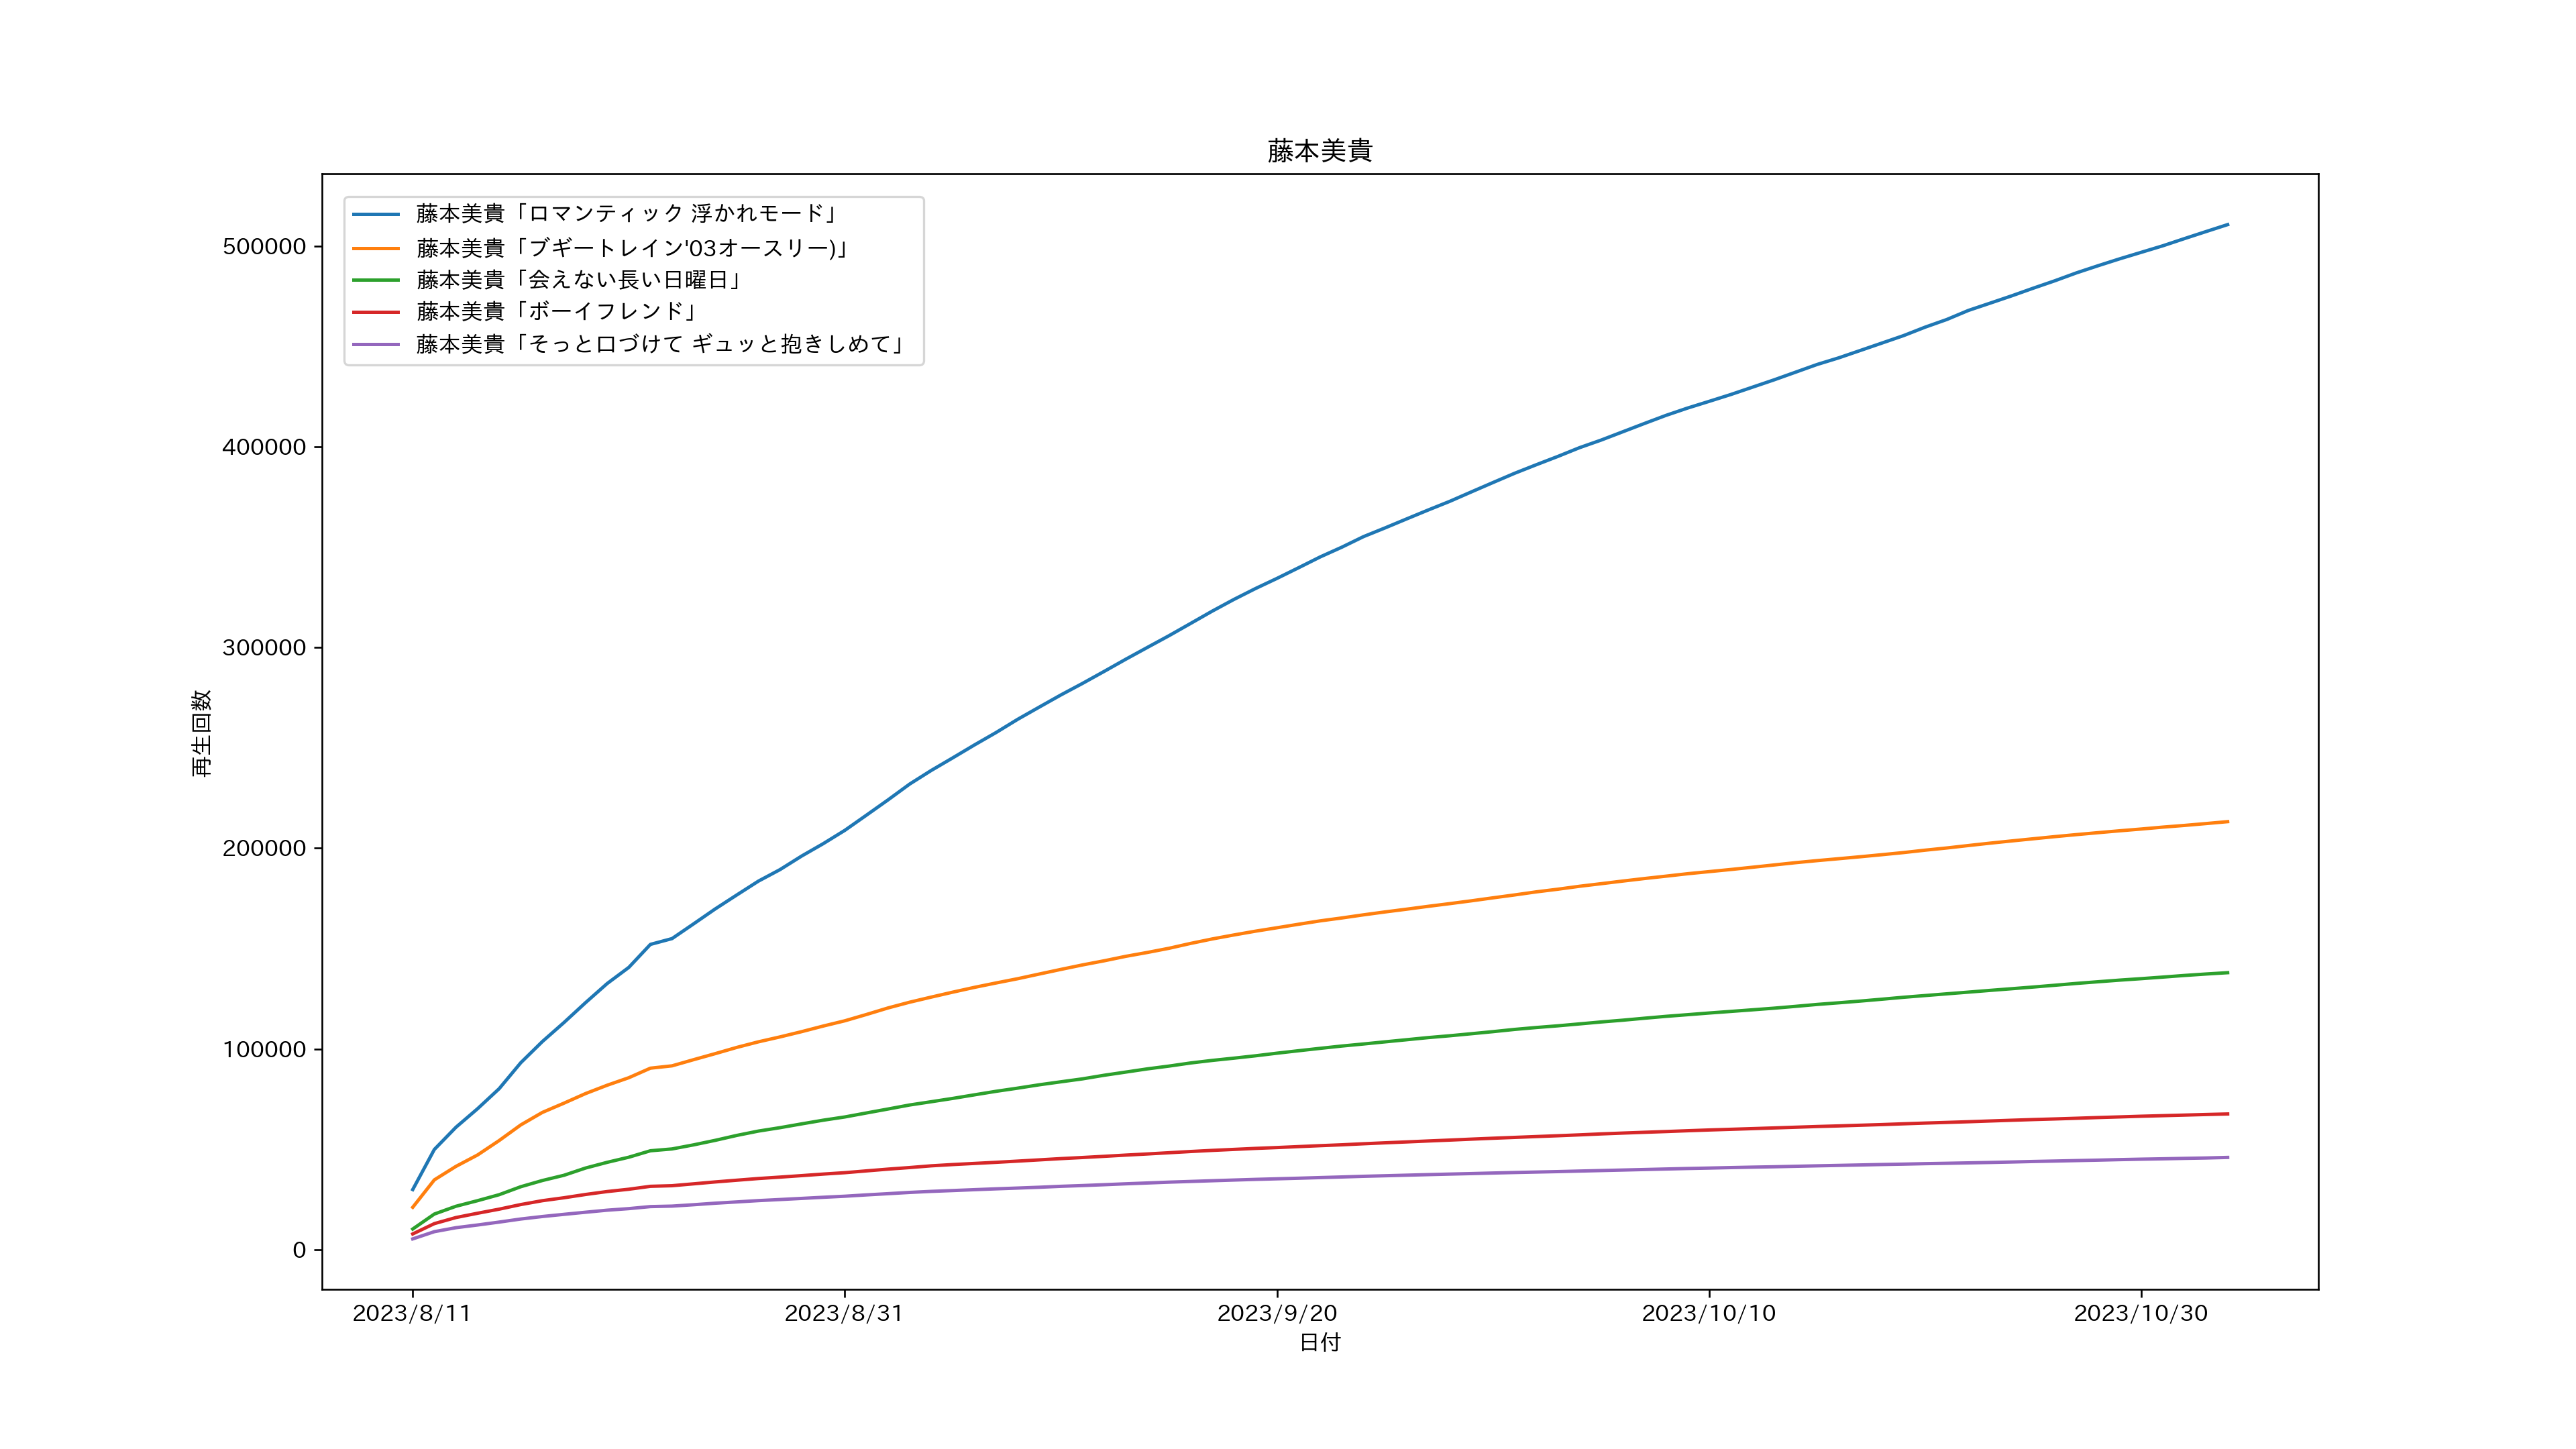 藤本美貴
藤本美貴「ロマンティック 浮かれモード」
藤本美貴「ブギートレイン'03オースリー)」
藤本美貴「会えない長い日曜日」
藤本美貴「ボーイフレンド」
藤本美貴「そっと口づけて ギュッと抱きしめて」
500000
400000
300000
200000
100000
0
再生回数
2023/8/11
2023/8/31
2023/9/20
2023/10/10
2023/10/30
日付